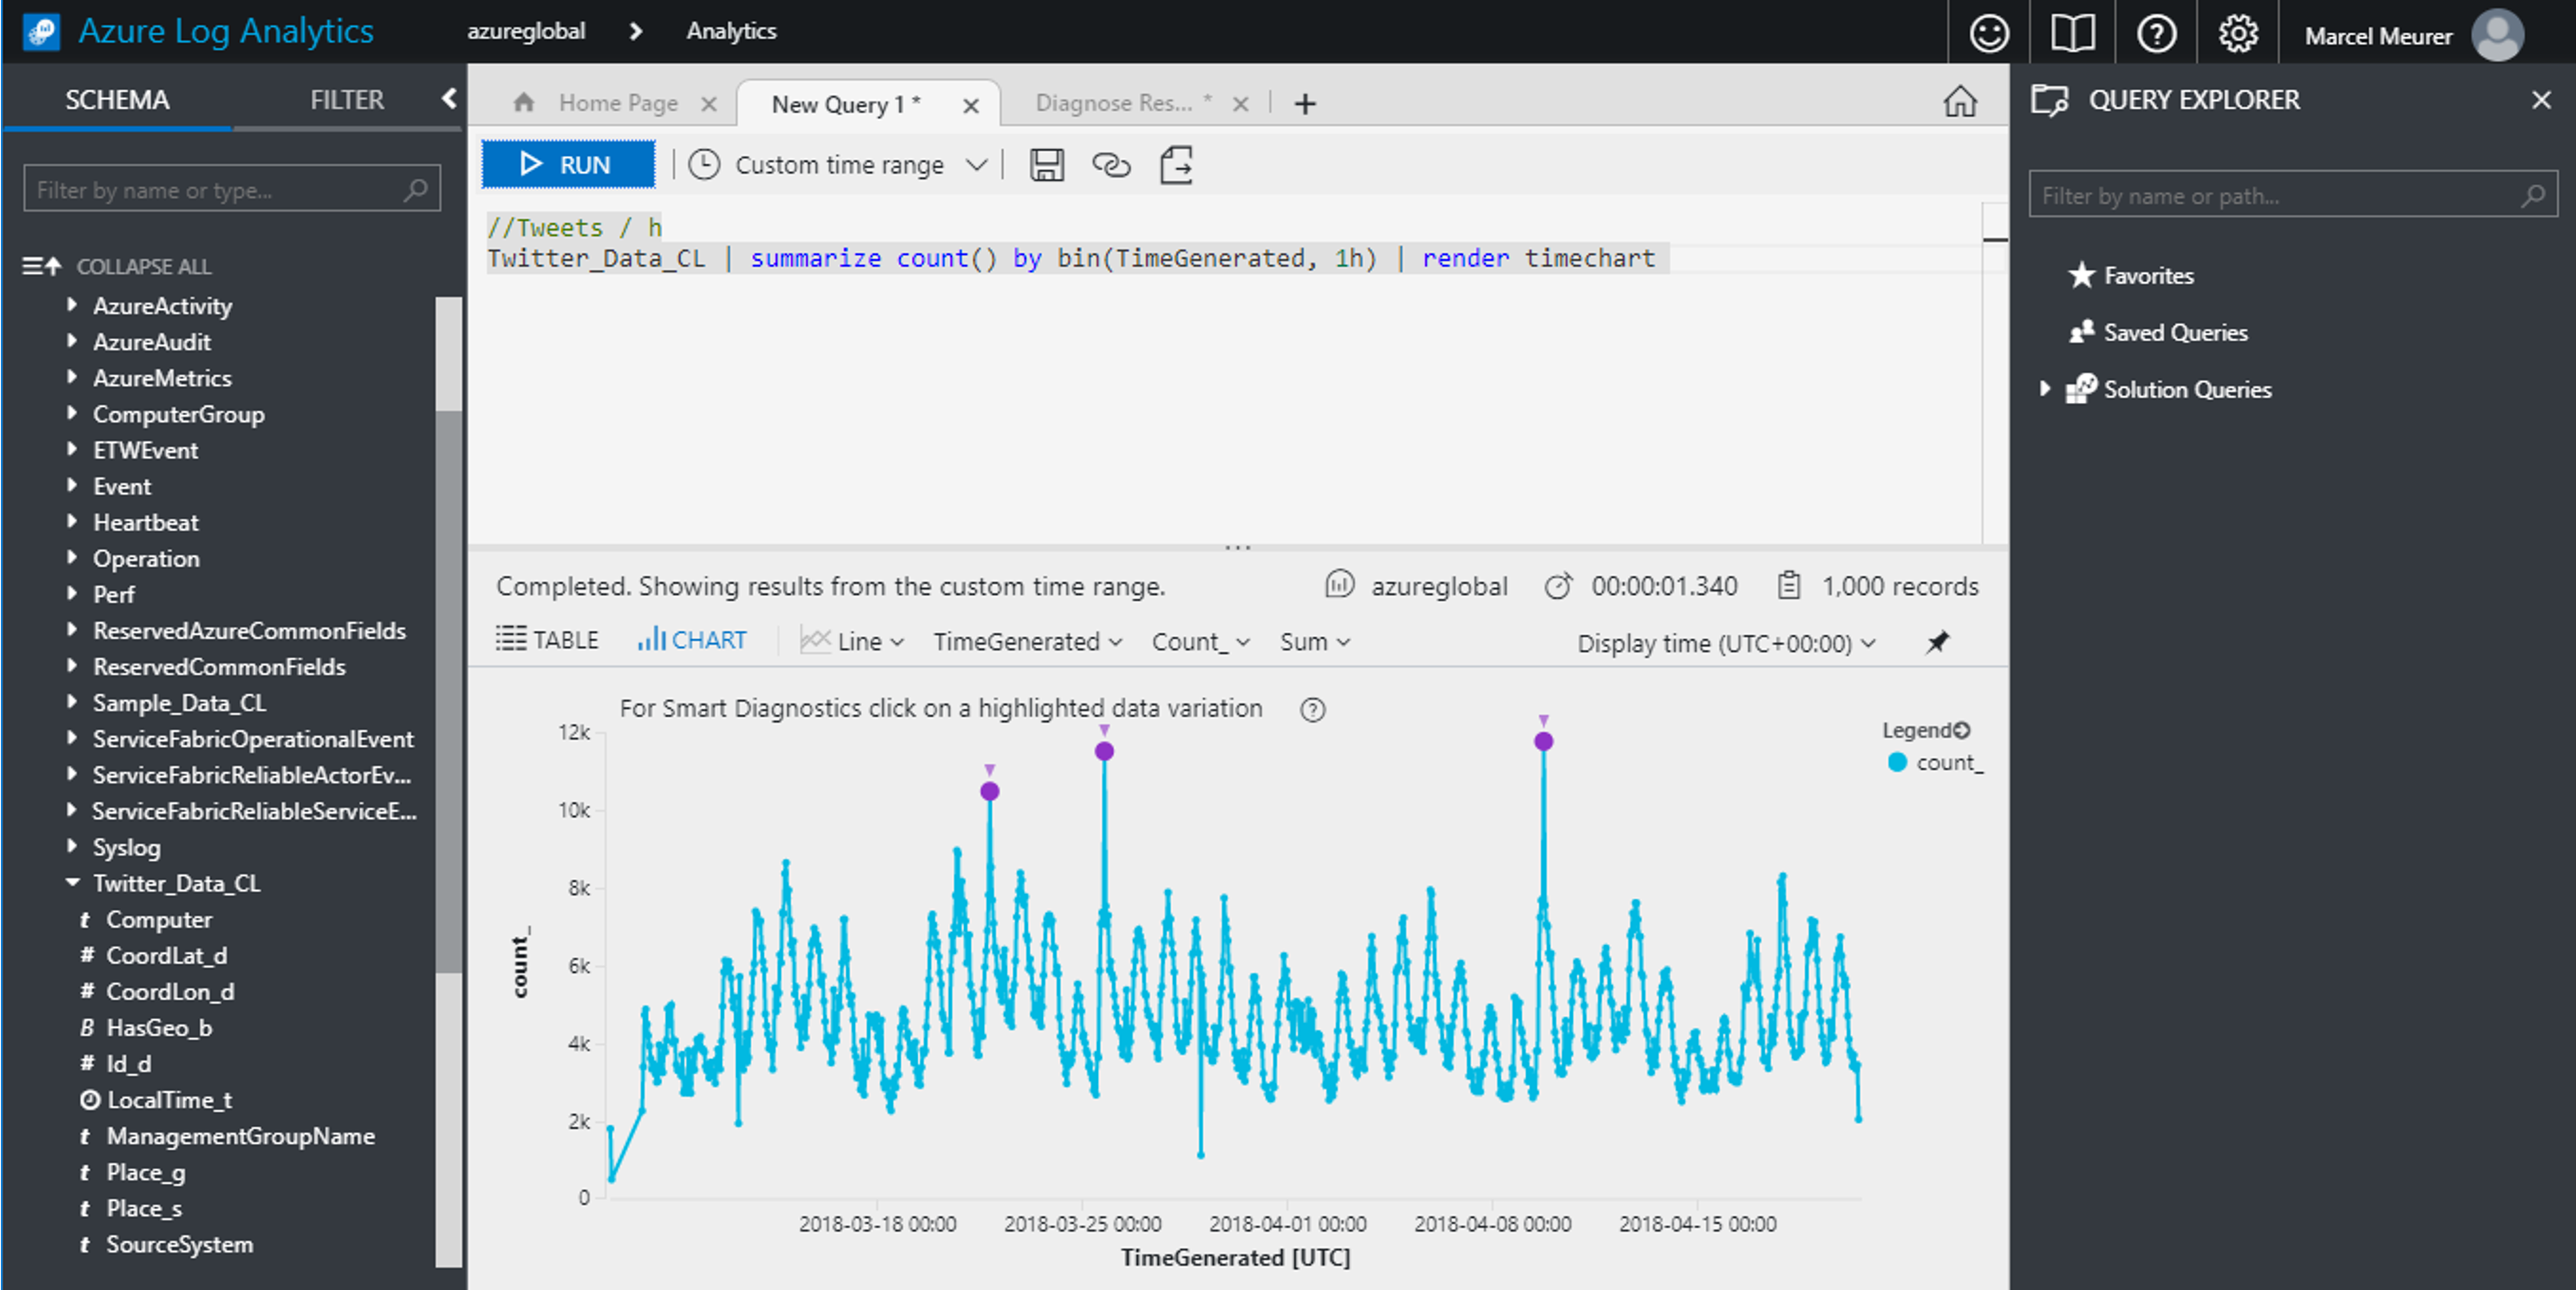 Azure Log Analytics
azureglobal
Analytics
Marcel Meurer
SCHEMA
FILTER
Filter by name or type...
COLLAPSE ALL
AzureActivity
AzureAudit
AzureMetrics
ComputerGroup
ETWEvent
Event
Heartbeat
Operation
Perf
ReservedAzureCommonFields
ReservedCommonFields
Sample_Data_CL
ServiceFabricOperationalEvent
ServiceFabricReliableActorEv...
ServiceFabricReliableServiceE...
Syslog
Twitter_Data_CL
t Computer
# CoordLat_d
# CoordLon_d
B HasGeo_b
# Id_d
LocalTime_t
t ManagementGroupName
t Place_g
t Place_s
t SourceSystem
Home Page
New Query 1 *
Diagnose Res... *
RUN
Custom time range
//Tweets / h
Twitter_Data_CL | summarize count() by bin(TimeGenerated, 1h) | render timechart
Completed. Showing results from the custom time range.
azureglobal
00:00:01.340
1,000 records
TABLE
CHART
Line
TimeGenerated
Count_
Sum
Display time (UTC+00:00)
For Smart Diagnostics click on a highlighted data variation
12k
10k
8k
6k
4k
2k
0
count_
2018-03-18 00:00
2018-03-25 00:00
2018-04-01 00:00
2018-04-08 00:00
2018-04-15 00:00
TimeGenerated [UTC]
Legend
count_
QUERY EXPLORER
Filter by name or path...
Favorites
Saved Queries
Solution Queries